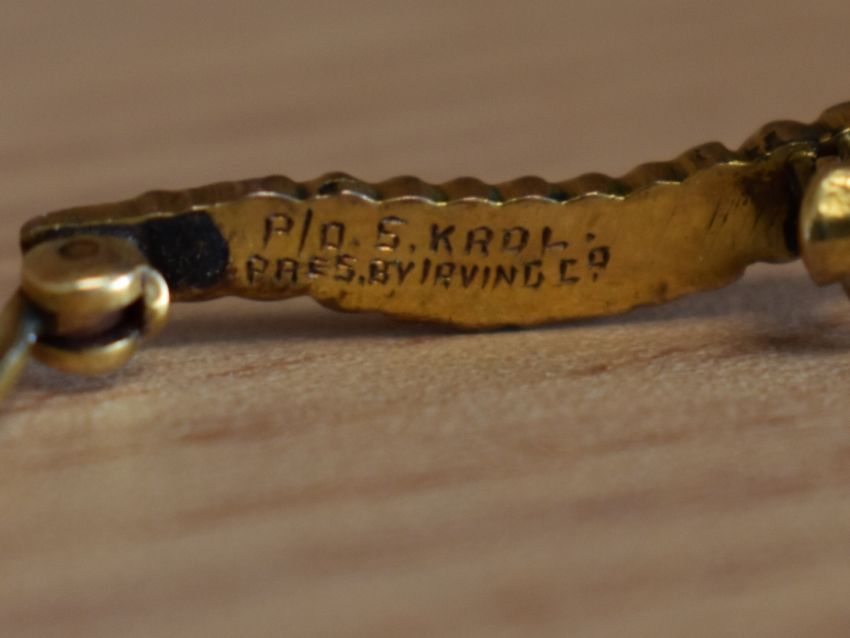 P/O. S. KROL.
PRES. BY IRVING Cº